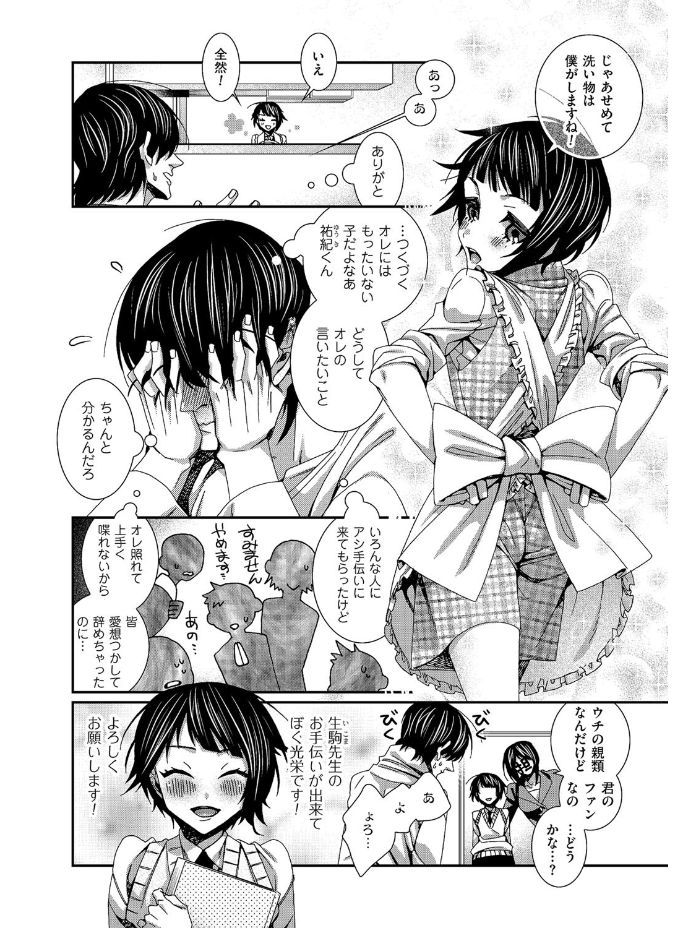 じゃあせめて
洗い物は
僕がしますね!
あっ
あ
いえ
全然!
ありがと
…つくづく
オレには
もったいない
子だよなあ
祐紀くん
ゆうき
どうして
オレの
言いたいこと
ちゃんと
分かるんだろ
いろんな人に
アシ手伝いに
来てもらったけど
すみません
やめます…
あの…
オレ照れて
上手く
喋れないから
皆
愛想つかして
辞めちゃった
のに…
ウチの親類
なんだけど
君の
ファン
なの
…どう
かな…?
びく
びく
あ
よ
よろ…
生駒先生の
いこま
お手伝いが出来て
ぼく光栄です!
よろしく
お願いします!